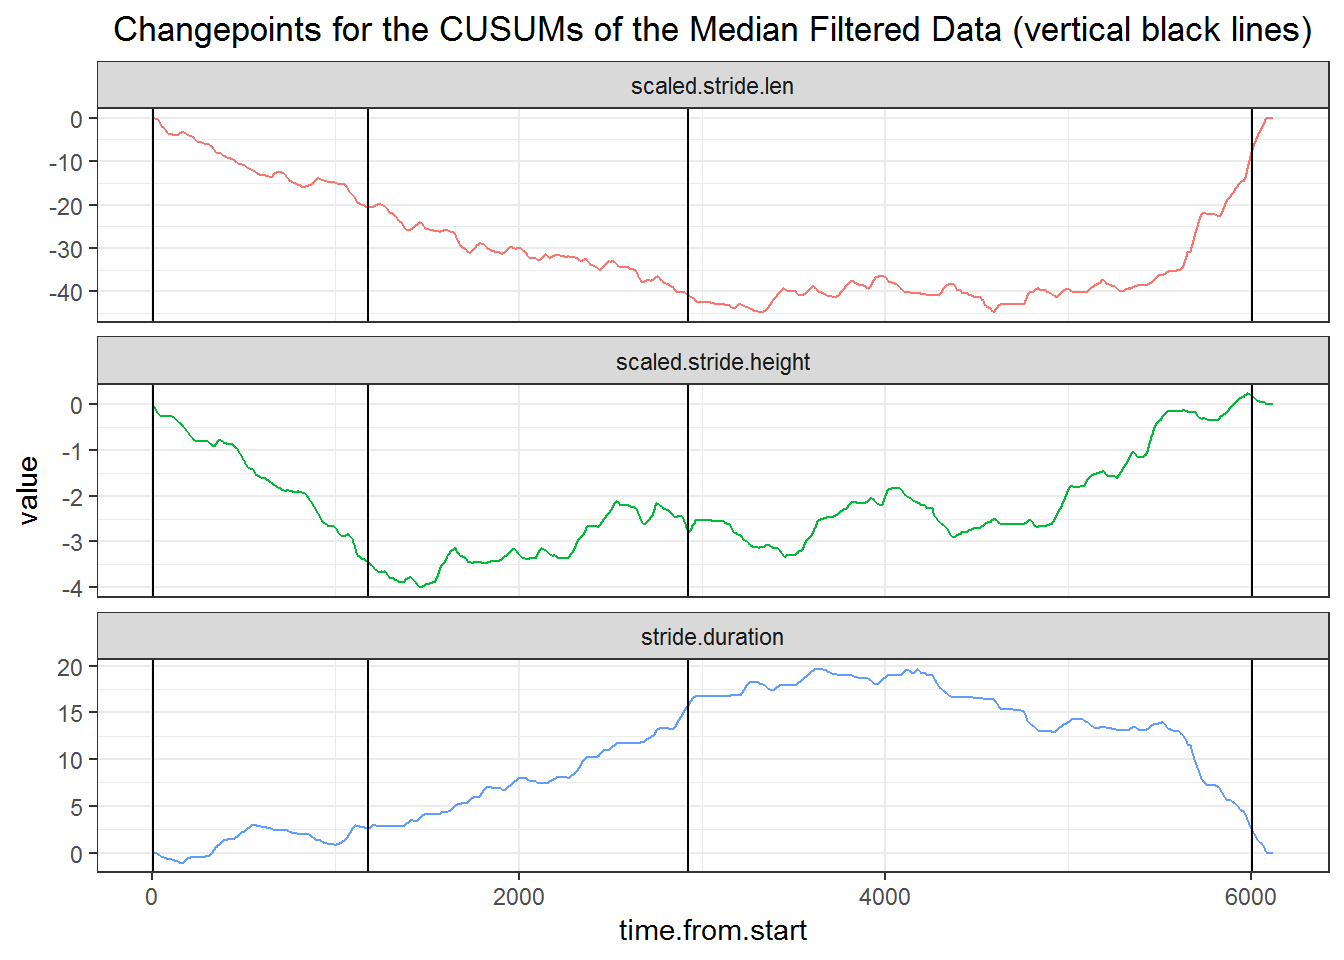 Changepoints for the CUSUMs of the Median Filtered Data (vertical black lines)
scaled.stride.len
0
-10
-20
-30
-40
scaled.stride.height
0
-1
-2
-3
-4
value
stride.duration
20
15
10
5
0
0 2000 4000 6000
time.from.start